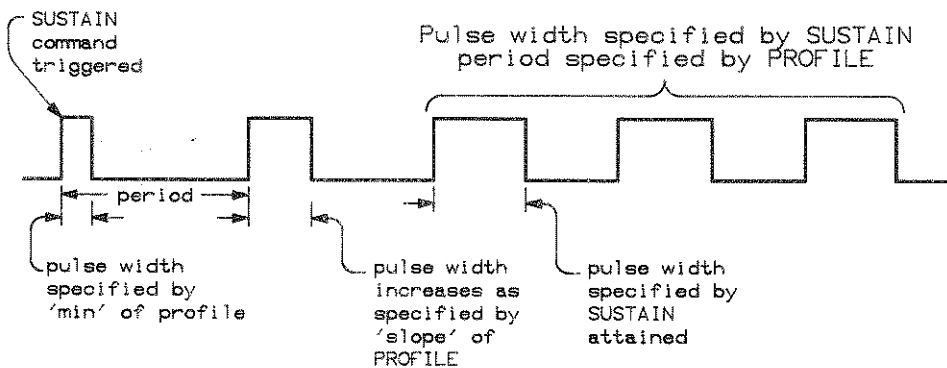 SUSTAIN
command
triggered
Pulse width specified by SUSTAIN
period specified by PROFILE
period
pulse width
specified by
'min' of profile
pulse width
increases as
specified by
'slope' of
PROFILE
pulse width
specified by
SUSTAIN
attained